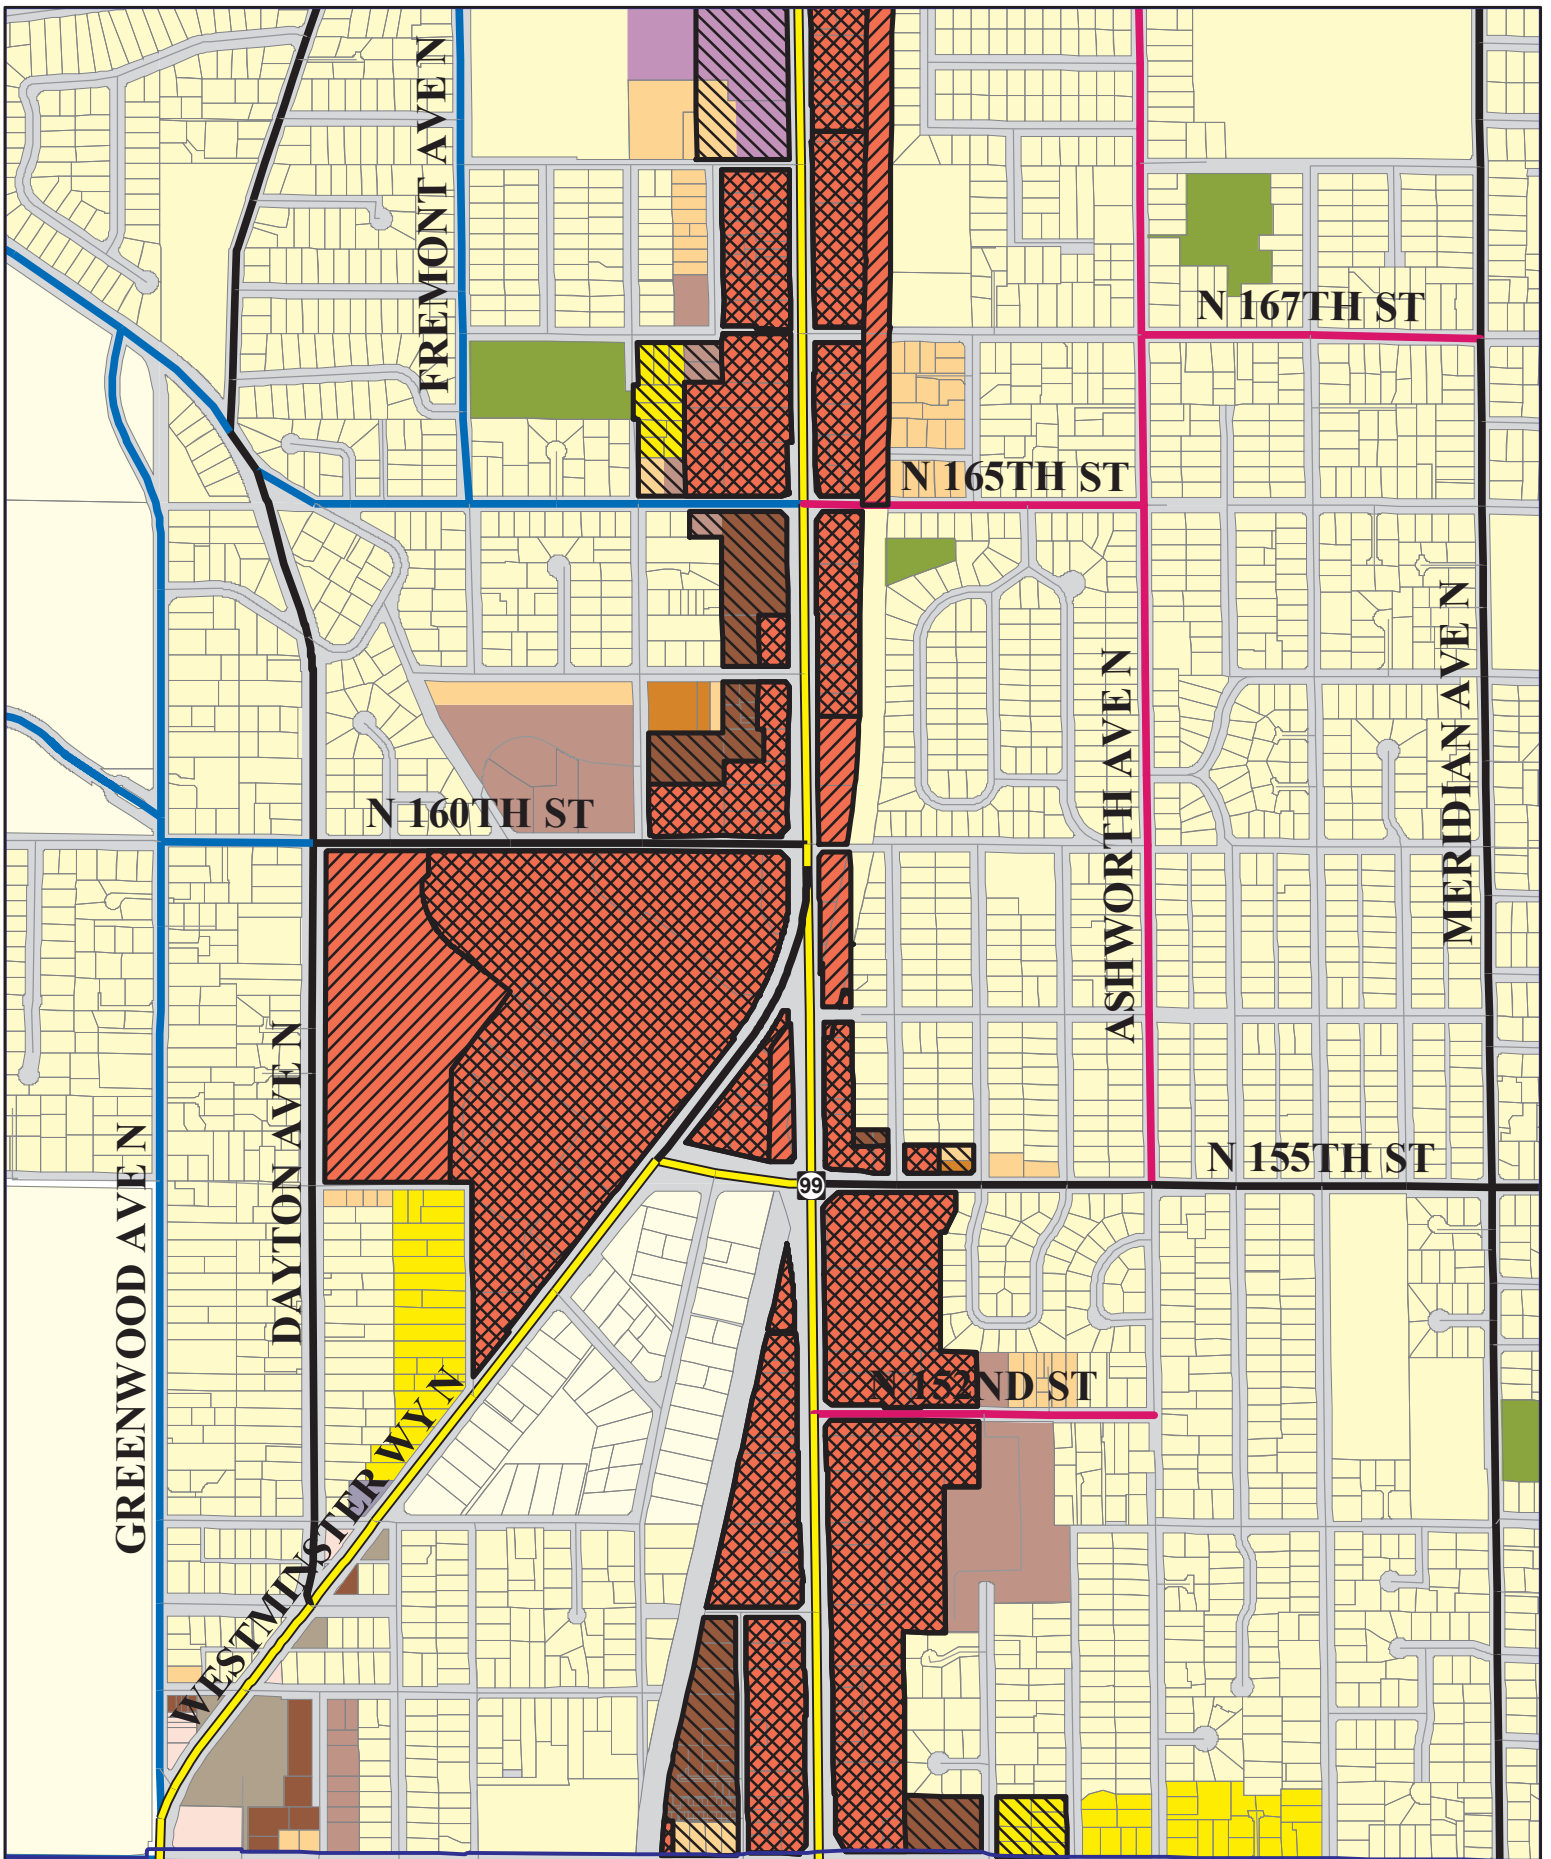 FREMONT AVE N
N 167TH ST
N 165TH ST
MERIDIAN AVE N
ASHWORTH AVE N
N 160TH ST
DAYTON AVE N
GREENWOOD AVE N
N 155TH ST
99
N 152ND ST
WESTMINSTER WY N